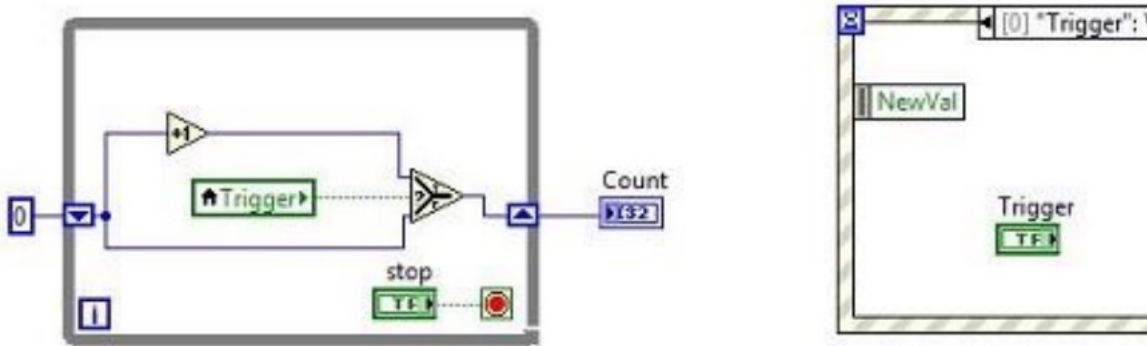 +1
Trigger
?
0
Count
I32
stop
TF
i
[0] "Trigger":
NewVal
Trigger
TF